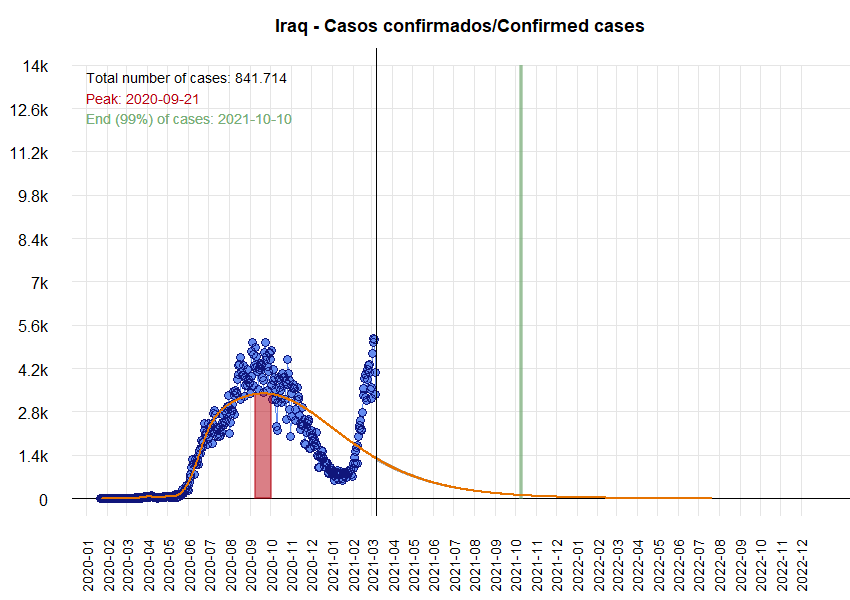 Iraq - Casos confirmados/Confirmed cases
14k
Total number of cases: 841.714
Peak: 2020-09-21
End (99%) of cases: 2021-10-10
12.6k
11.2k
9.8k
8.4k
7k
5.6k
4.2k
2.8k
1.4k
0
2020-01
2020-02
2020-03
2020-04
2020-05
2020-06
2020-07
2020-08
2020-09
2020-10
2020-11
2020-12
2021-01
2021-02
2021-03
2021-04
2021-05
2021-06
2021-07
2021-08
2021-09
2021-10
2021-11
2021-12
2022-01
2022-02
2022-03
2022-04
2022-05
2022-06
2022-07
2022-08
2022-09
2022-10
2022-11
2022-12